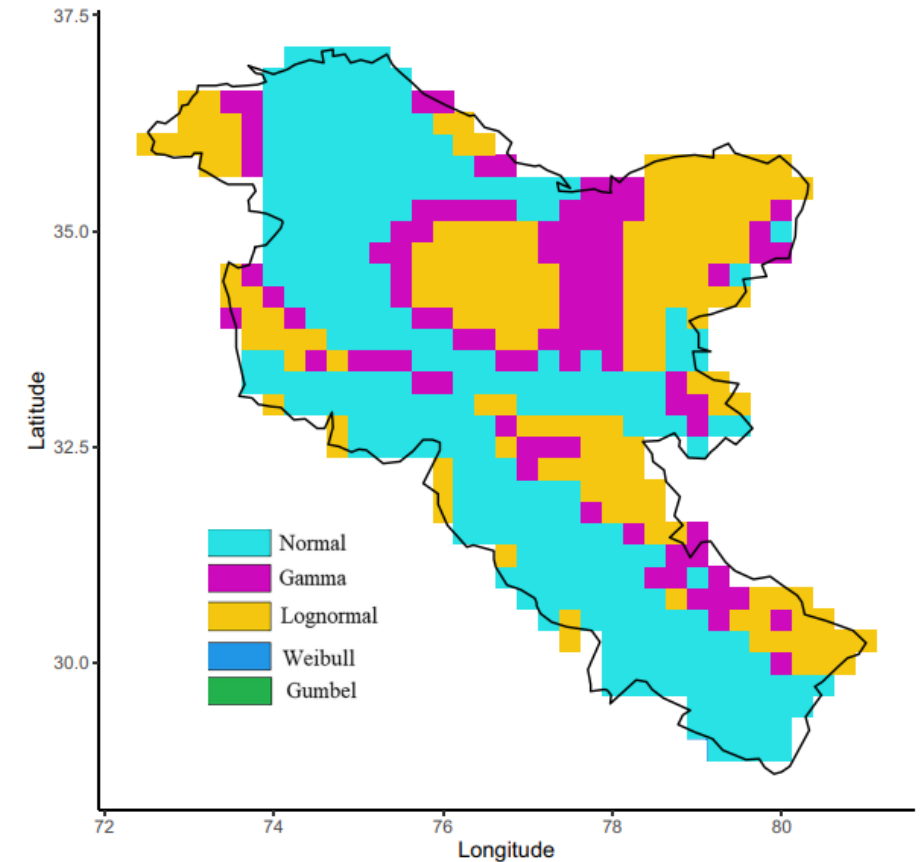 37.5
35.0
Latitude
32.5
Normal
Gamma
Lognormal
Weibull
Gumbel
30.0
72 74 76 78 80
Longitude